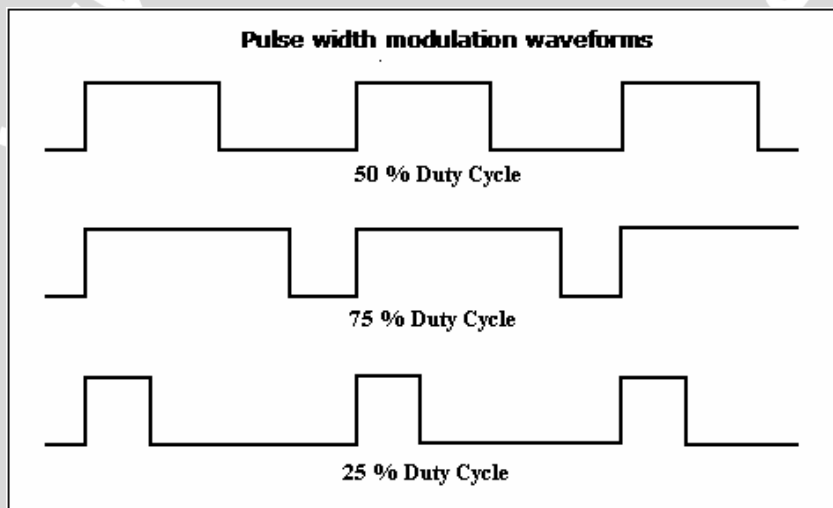 Pulse width modulation waveforms
50 % Duty Cycle
75 % Duty Cycle
25 % Duty Cycle